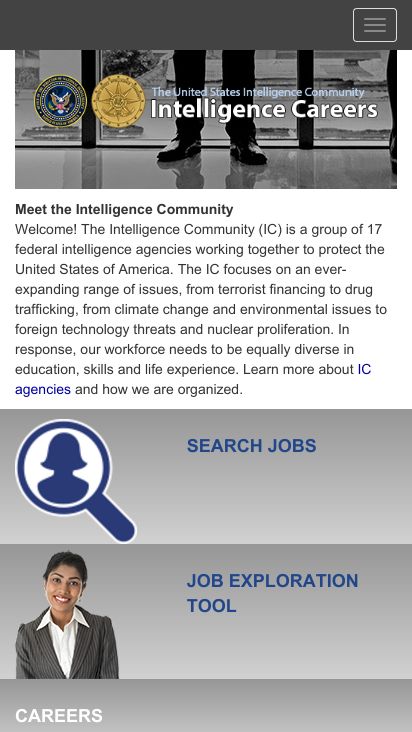 The United States Intelligence Community
Intelligence Careers
Meet the Intelligence Community
Welcome! The Intelligence Community (IC) is a group of 17
federal intelligence agencies working together to protect the
United States of America. The IC focuses on an ever-
expanding range of issues, from terrorist financing to drug
trafficking, from climate change and environmental issues to
foreign technology threats and nuclear proliferation. In
response, our workforce needs to be equally diverse in
education, skills and life experience. Learn more about IC
agencies and how we are organized.
SEARCH JOBS
JOB EXPLORATION
TOOL
CAREERS